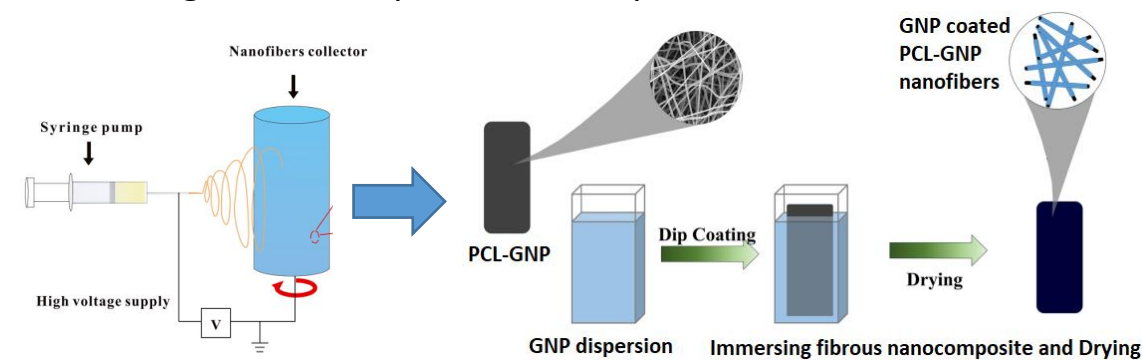 Nanofibers collector
Syringe pump
High voltage supply
V
PCL-GNP
GNP dispersion
Dip Coating
Immersing fibrous nanocomposite and Drying
Drying
GNP coated
PCL-GNP
nanofibers